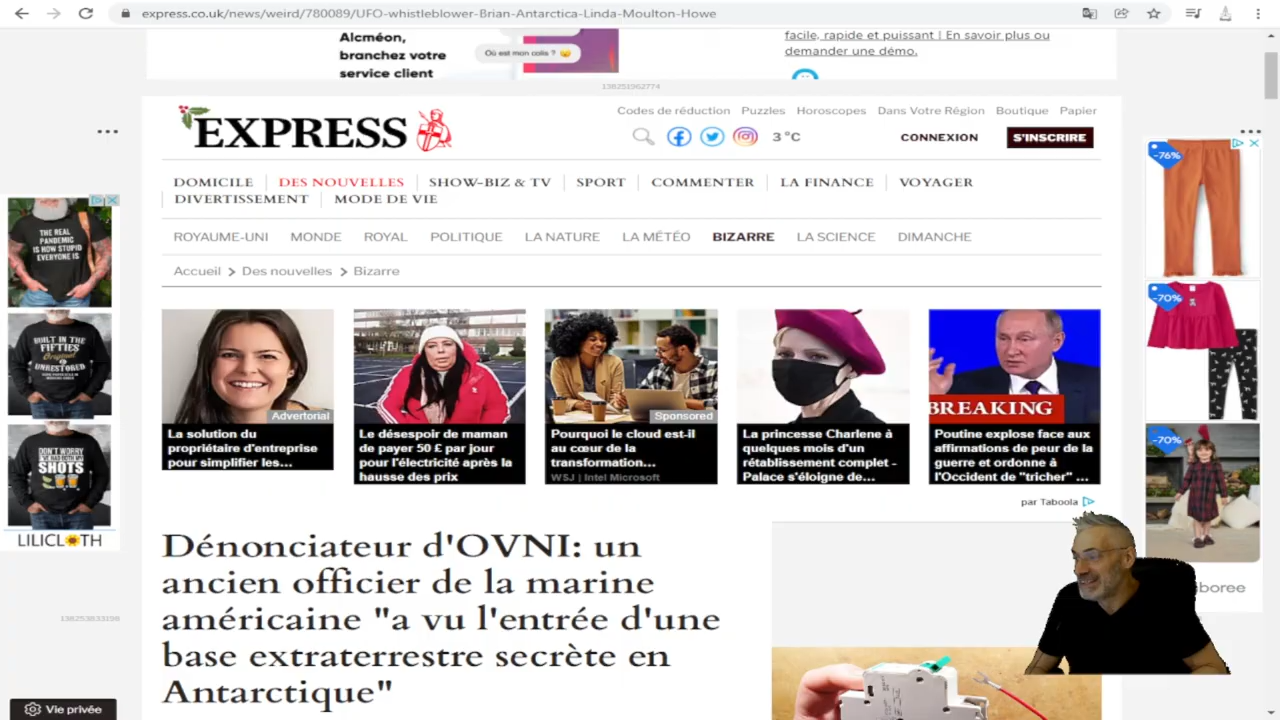 express.co.uk/news/weird/780089/UFO-whistleblower-Brian-Antarctica-Linda-Moulton-Howe
Alcméon,
branchez votre
service client
Où est mon colis ?
facile, rapide et puissant | En savoir plus ou
demander une démo.
138251962774
EXPRESS
Codes de réduction Puzzles Horoscopes Dans Votre Région Boutique Papier
3 °C
CONNEXION
S'INSCRIRE
DOMICILE DES NOUVELLES SHOW-BIZ & TV SPORT COMMENTER LA FINANCE VOYAGER
DIVERTISSEMENT MODE DE VIE
ROYAUME-UNI MONDE ROYAL POLITIQUE LA NATURE LA MÉTÉO BIZARRE LA SCIENCE DIMANCHE
Accueil > Des nouvelles > Bizarre
THE REAL
PANDEMIC
IS HOW STUPID
EVERYONE IS
BUILT IN THE
FIFTIES
Original &
UNRESTORED
DON'T WORRY
I'VE HAD BOTH MY
SHOTS
LILICLOTH
138253833198
Vie privée
Advertorial
La solution du
propriétaire d'entreprise
pour simplifier les...
Le désespoir de maman
de payer 50 £ par jour
pour l'électricité après la
hausse des prix
Sponsored
Pourquoi le cloud est-il
au cœur de la
transformation...
WSJ | Intel Microsoft
La princesse Charlene à
quelques mois d'un
rétablissement complet -
Palace s'éloigne de...
BREAKING
Poutine explose face aux
affirmations de peur de la
guerre et ordonne à
l'Occident de "tricher" ...
par Taboola
Dénonciateur d'OVNI: un
ancien officier de la marine
américaine "a vu l'entrée d'une
base extraterrestre secrète en
Antarctique"
-76%
-70%
-70%
boree